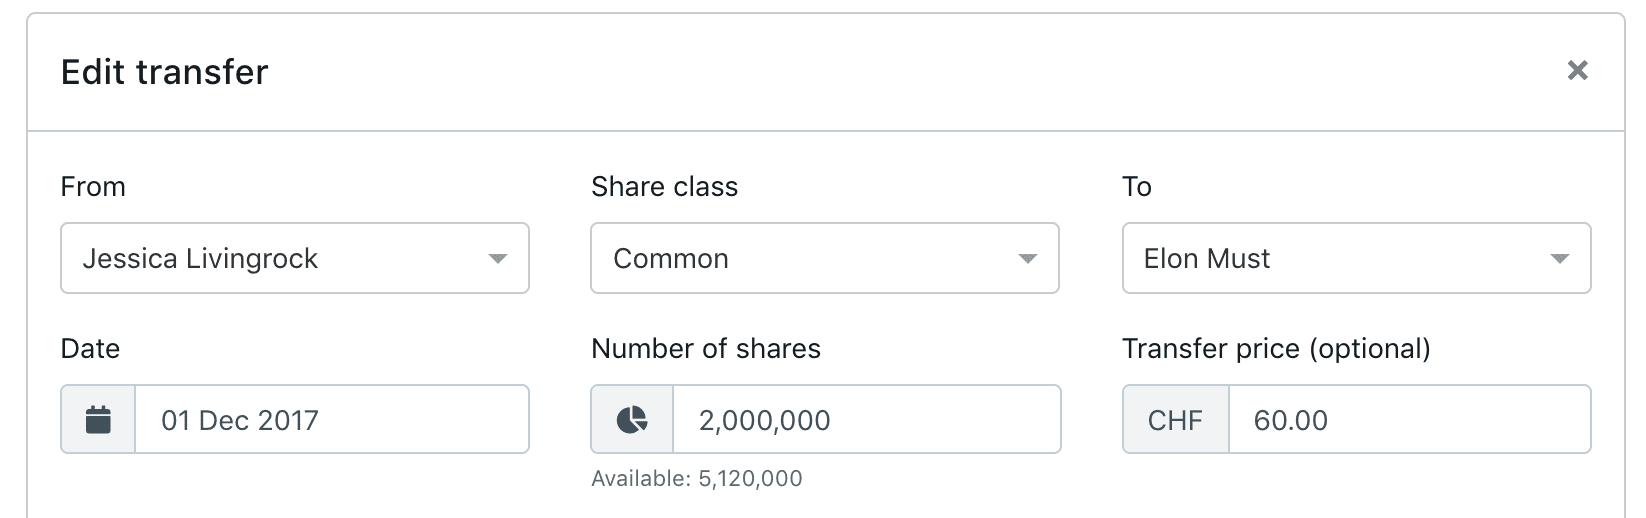 Edit transfer
From
Share class
To
Jessica Livingrock
Common
Elon Must
Date
Number of shares
Transfer price (optional)
01 Dec 2017
2,000,000
CHF 60.00
Available: 5,120,000